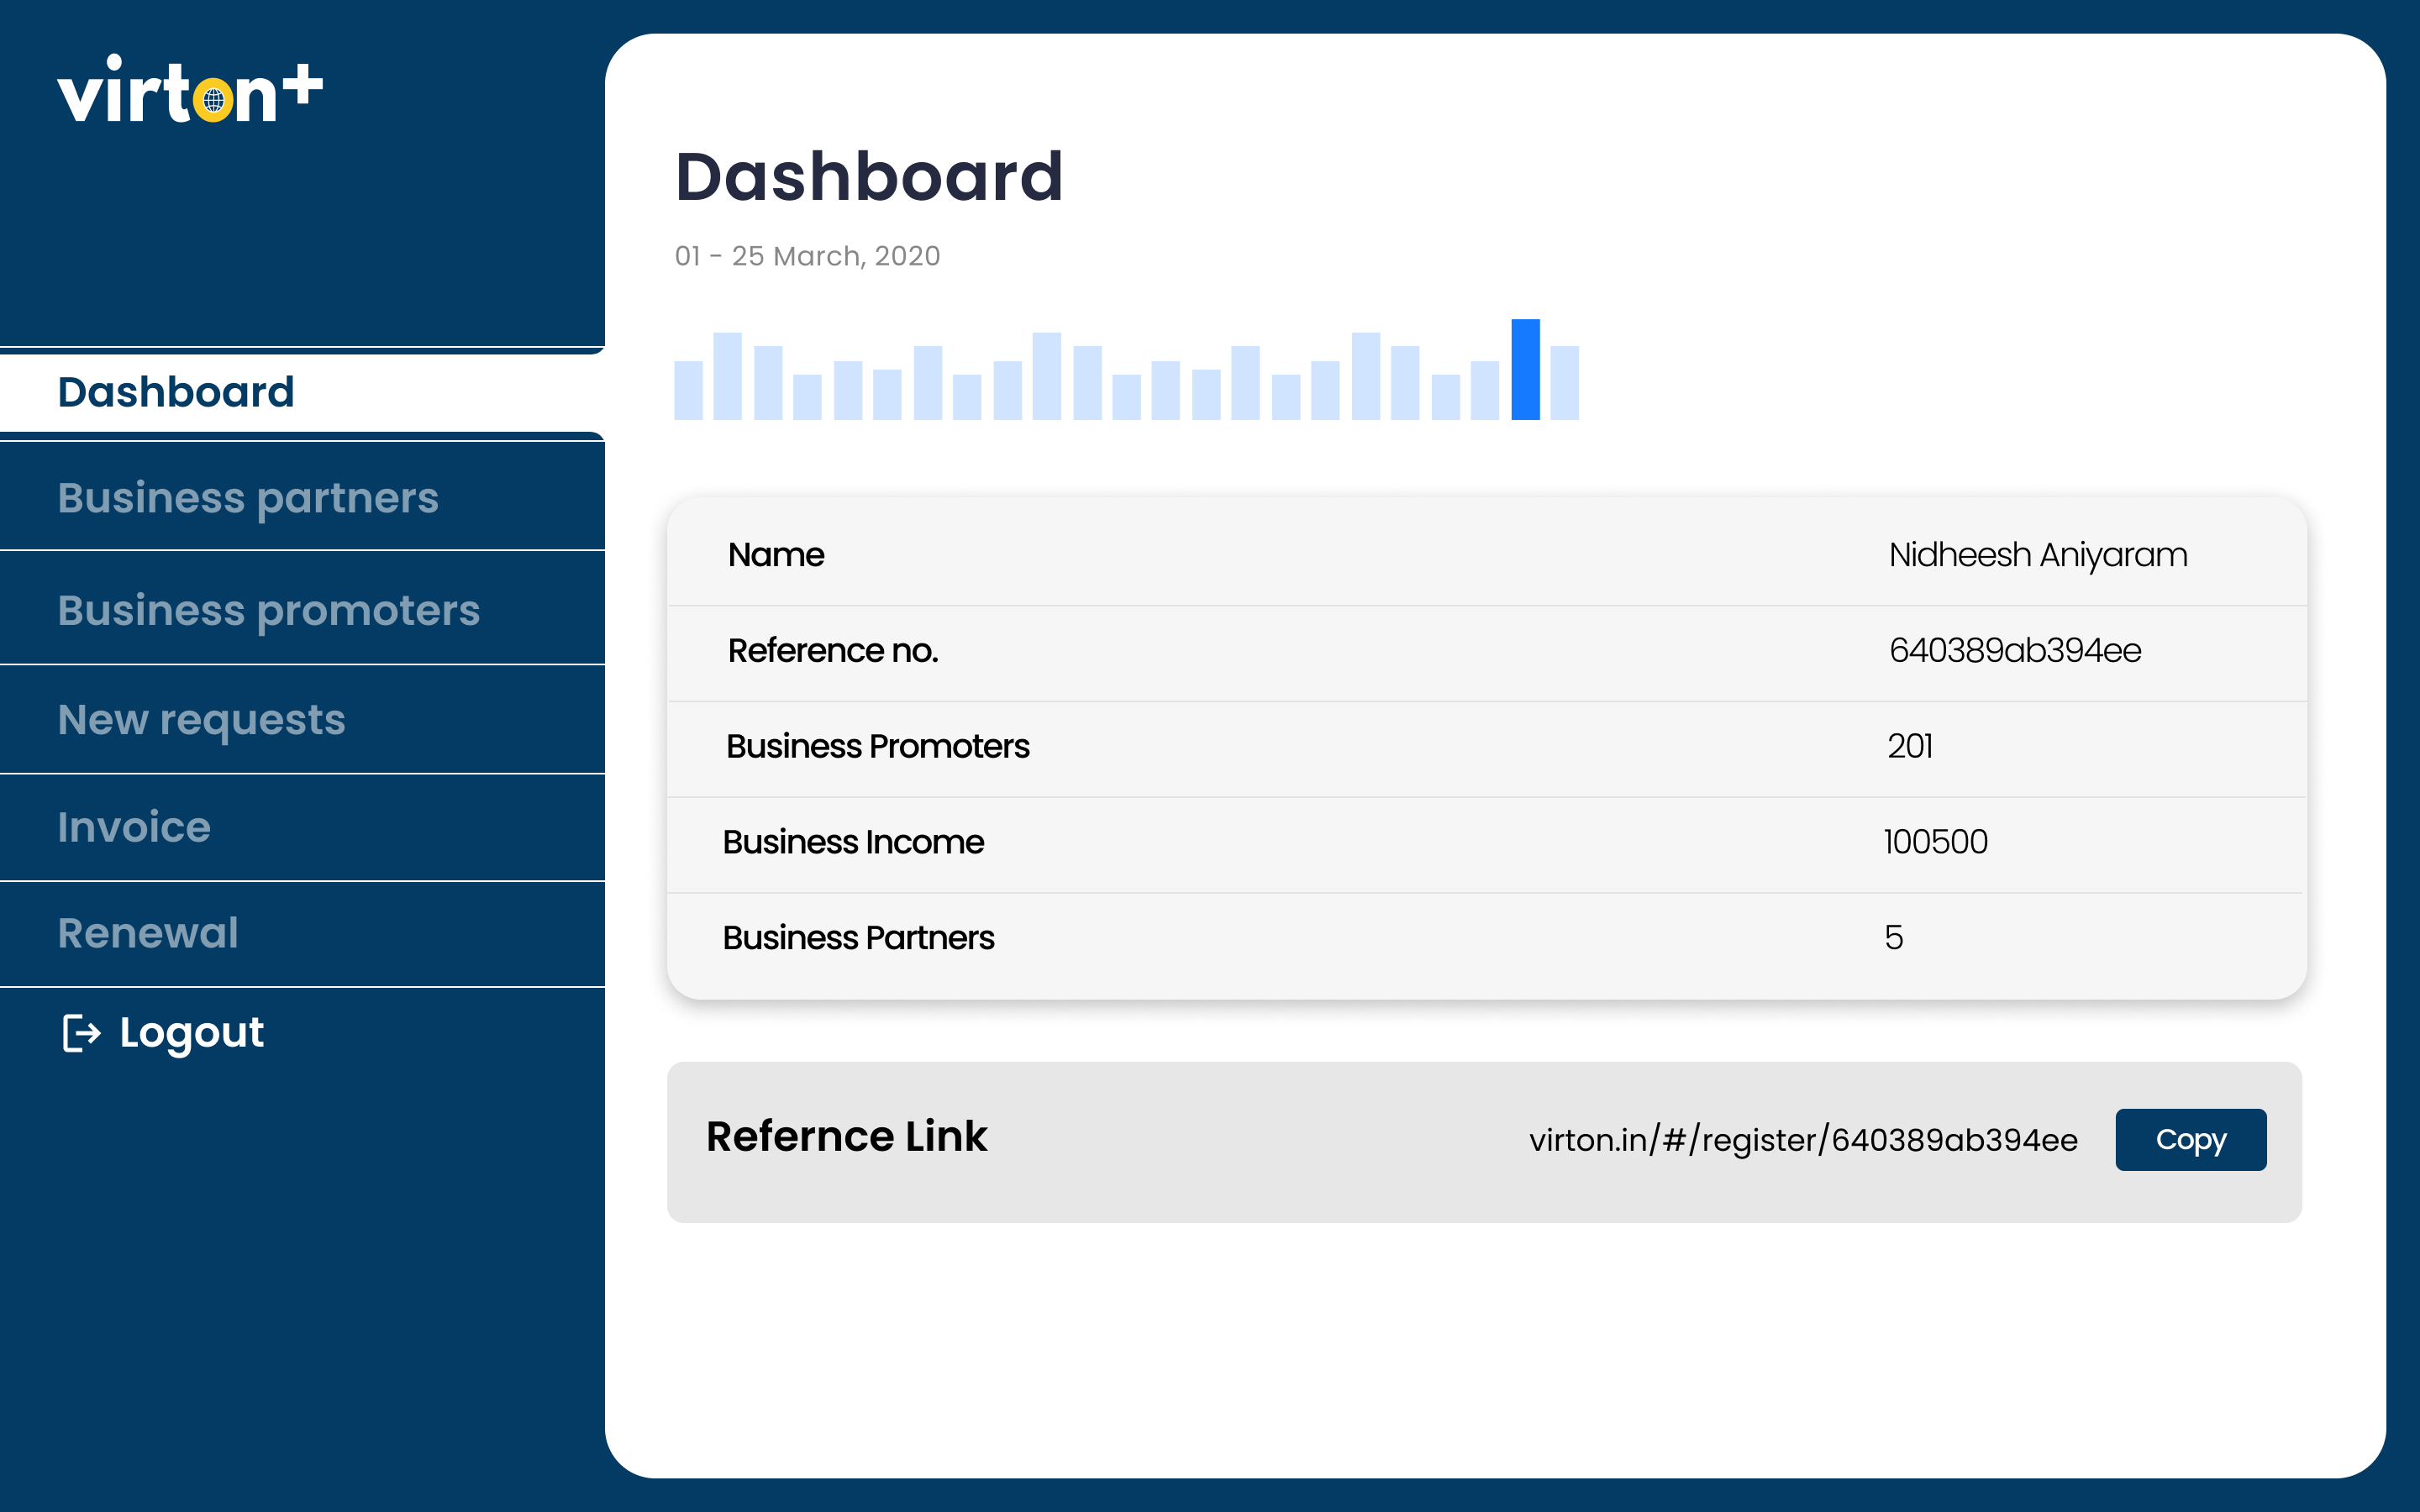 virton+
Dashboard
Business partners
Business promoters
New requests
Invoice
Renewal
Logout
Dashboard
01 - 25 March, 2020
Name Nidheesh Aniyaram
Reference no. 640389ab394ee
Business Promoters 201
Business Income 100500
Business Partners 5
Refernce Link virton.in/#/register/640389ab394ee Copy